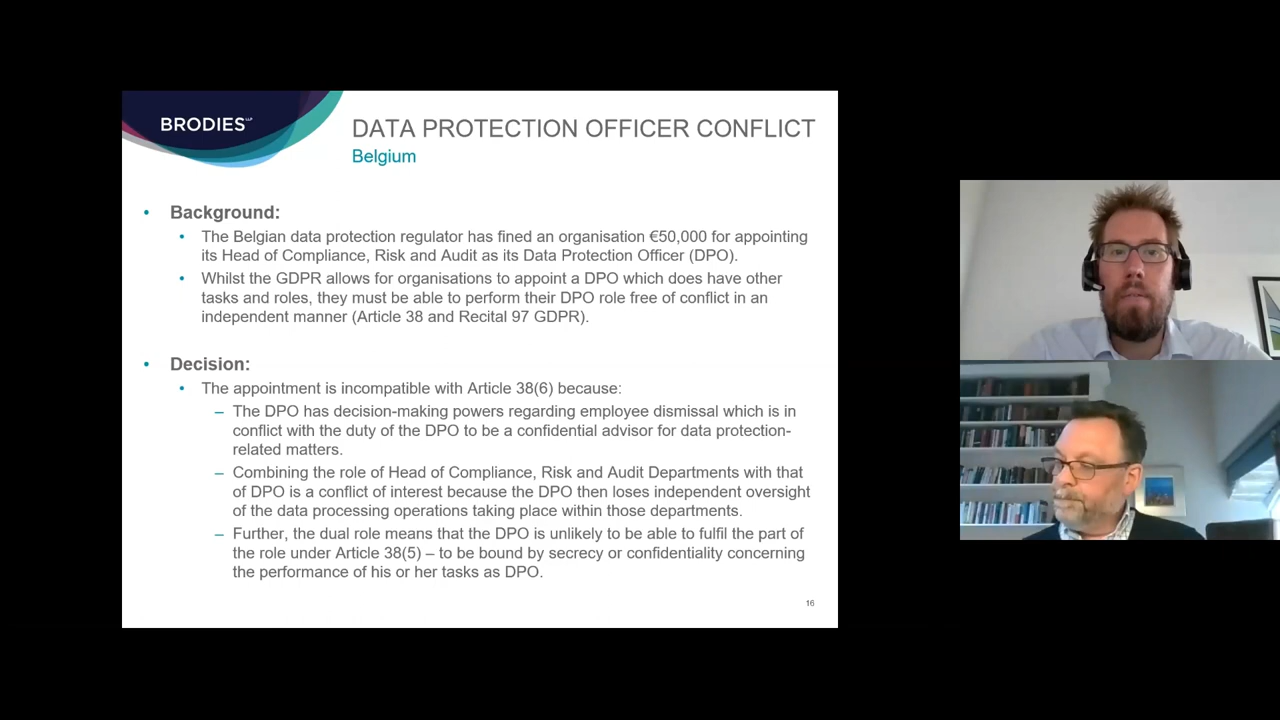 BRODIES LLP
DATA PROTECTION OFFICER CONFLICT
Belgium
• Background:
• The Belgian data protection regulator has fined an organisation €50,000 for appointing
its Head of Compliance, Risk and Audit as its Data Protection Officer (DPO).
• Whilst the GDPR allows for organisations to appoint a DPO which does have other
tasks and roles, they must be able to perform their DPO role free of conflict in an
independent manner (Article 38 and Recital 97 GDPR).
• Decision:
• The appointment is incompatible with Article 38(6) because:
– The DPO has decision-making powers regarding employee dismissal which is in
conflict with the duty of the DPO to be a confidential advisor for data protection-
related matters.
– Combining the role of Head of Compliance, Risk and Audit Departments with that
of DPO is a conflict of interest because the DPO then loses independent oversight
of the data processing operations taking place within those departments.
– Further, the dual role means that the DPO is unlikely to be able to fulfil the part of
the role under Article 38(5) – to be bound by secrecy or confidentiality concerning
the performance of his or her tasks as DPO.
16